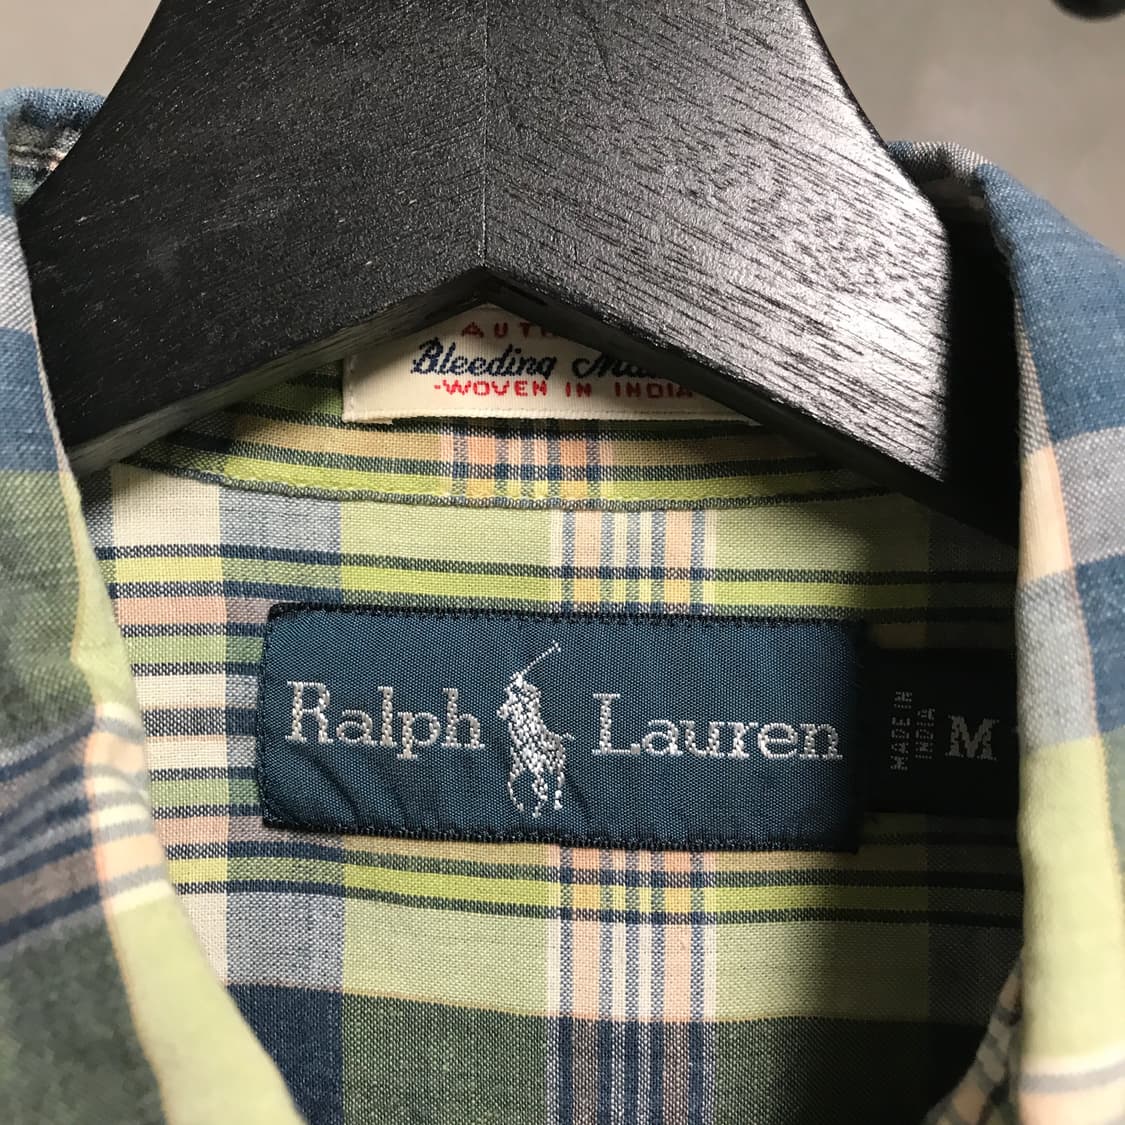 Bleeding
-WOVEN IN INDIA
Ralph Lauren
MADE IN
INDIA
M